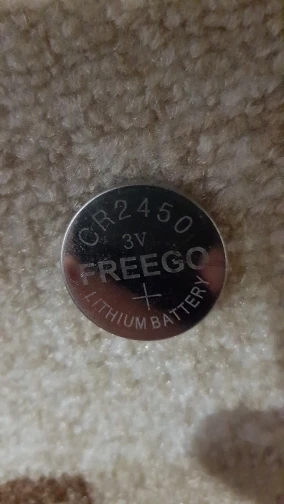 CR2450
3V
FREEGO
+
LITHIUM BATTERY